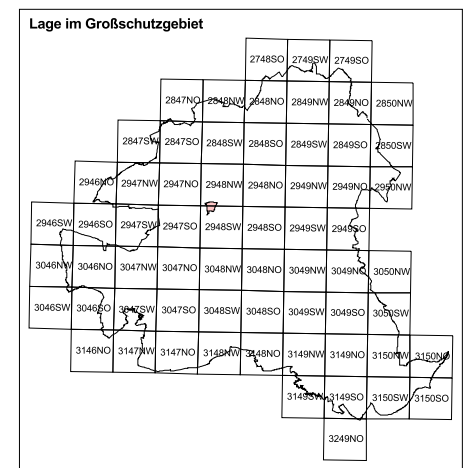 Lage im Großschutzgebiet
2748SO 2749SW 2749SO
2847NO 2848NW 2848NO 2849NW 2849NO 2850NW
2847SW 2847SO 2848SW 2848SO 2849SW 2849SO 2850SW
2946NO 2947NW 2947NO 2948NW 2948NO 2949NW 2949NO 2950NW
2946SW 2946SO 2947SW 2947SO 2948SW 2948SO 2949SW 2949SO
3046NW 3046NO 3047NW 3047NO 3048NW 3048NO 3049NW 3049NO 3050NW
3046SW 3046SO 3047SW 3047SO 3048SW 3048SO 3049SW 3049SO 3050SW
3146NO 3147NW 3147NO 3148NW 3148NO 3149NW 3149NO 3150NW 3150NO
3149SW 3149SO 3150SW 3150SO
3249NO